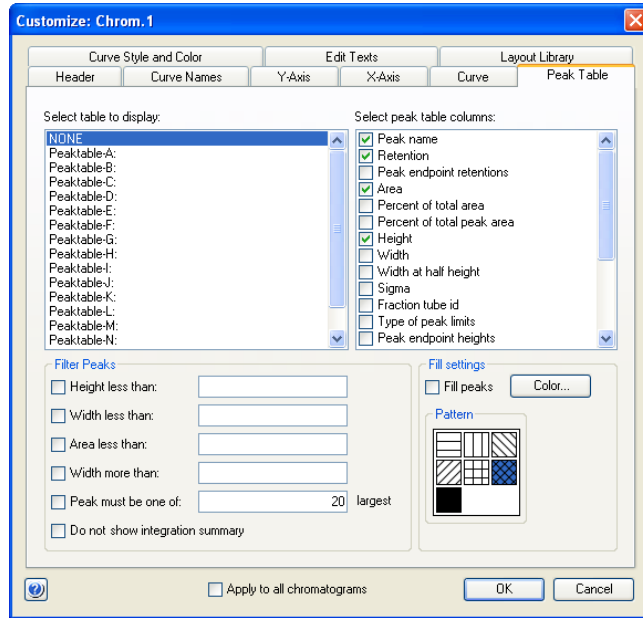 Customize: Chrom.1
Curve Style and Color
Edit Texts
Layout Library
Header
Curve Names
Y-Axis
X-Axis
Curve
Peak Table
Select table to display:
NONE
Peaktable-A:
Peaktable-B:
Peaktable-C:
Peaktable-D:
Peaktable-E:
Peaktable-F:
Peaktable-G:
Peaktable-H:
Peaktable-I:
Peaktable-J:
Peaktable-K:
Peaktable-L:
Peaktable-M:
Peaktable-N:
Select peak table columns:
Peak name
Retention
Peak endpoint retentions
Area
Percent of total area
Percent of total peak area
Height
Width
Width at half height
Sigma
Fraction tube id
Type of peak limits
Peak endpoint heights
Filter Peaks
Height less than:
Width less than:
Area less than:
Width more than:
Peak must be one of: 20 largest
Do not show integration summary
Fill settings
Fill peaks Color...
Pattern
? Apply to all chromatograms OK Cancel